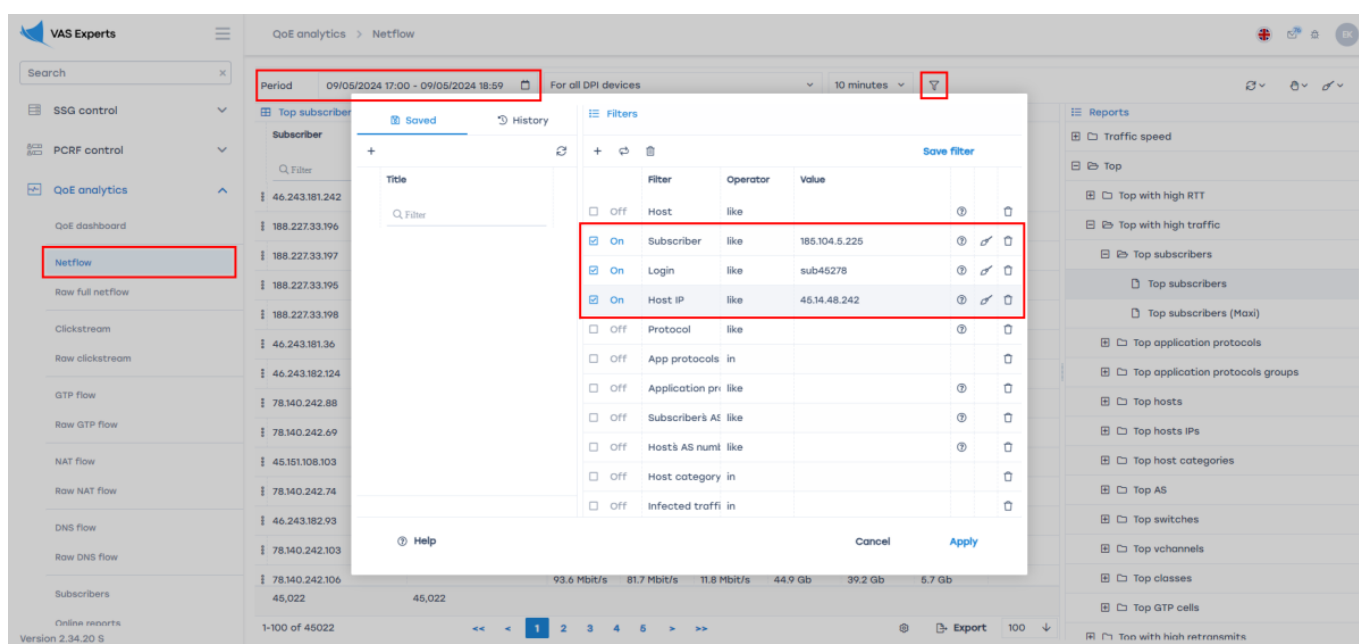 VAS Experts
QoE analytics > Netflow
EK
Search
SSG control
PCRF control
QoE analytics
QoE dashboard
Netflow
Raw full netflow
Clickstream
Raw clickstream
GTP flow
Raw GTP flow
NAT flow
Raw NAT flow
DNS flow
Raw DNS flow
Subscribers
Online reports
Version 2.34.20 S
Period 09/05/2024 17:00 - 09/05/2024 18:59 For all DPI devices 10 minutes
Top subscriber
Subscriber
Filter
46.243.181.242
188.227.33.196
188.227.33.197
188.227.33.195
188.227.33.198
46.243.181.36
46.243.182.124
78.140.242.88
78.140.242.69
45.151.108.103
78.140.242.74
46.243.182.93
78.140.242.103
78.140.242.106 93.6 Mbit/s 81.7 Mbit/s 11.8 Mbit/s 44.9 Gb 39.2 Gb 5.7 Gb
45,022 45,022
1-100 of 45022 << < 1 2 3 4 5 > >> Export 100
Saved History
+
Title
Filter
Filters
+ Save filter
Filter Operator Value
Off Host like
On Subscriber like 185.104.5.225
On Login like sub45278
On Host IP like 45.14.48.242
Off Protocol like
Off App protocols in
Off Application pr like
Off Subscriber's AS like
Off Host's AS num like
Off Host category in
Off Infected traffi in
Help Cancel Apply
Reports
Traffic speed
Top
Top with high RTT
Top with high traffic
Top subscribers
Top subscribers
Top subscribers (Maxi)
Top application protocols
Top application protocols groups
Top hosts
Top hosts IPs
Top host categories
Top AS
Top switches
Top vchannels
Top classes
Top GTP cells
Top with high retransmits